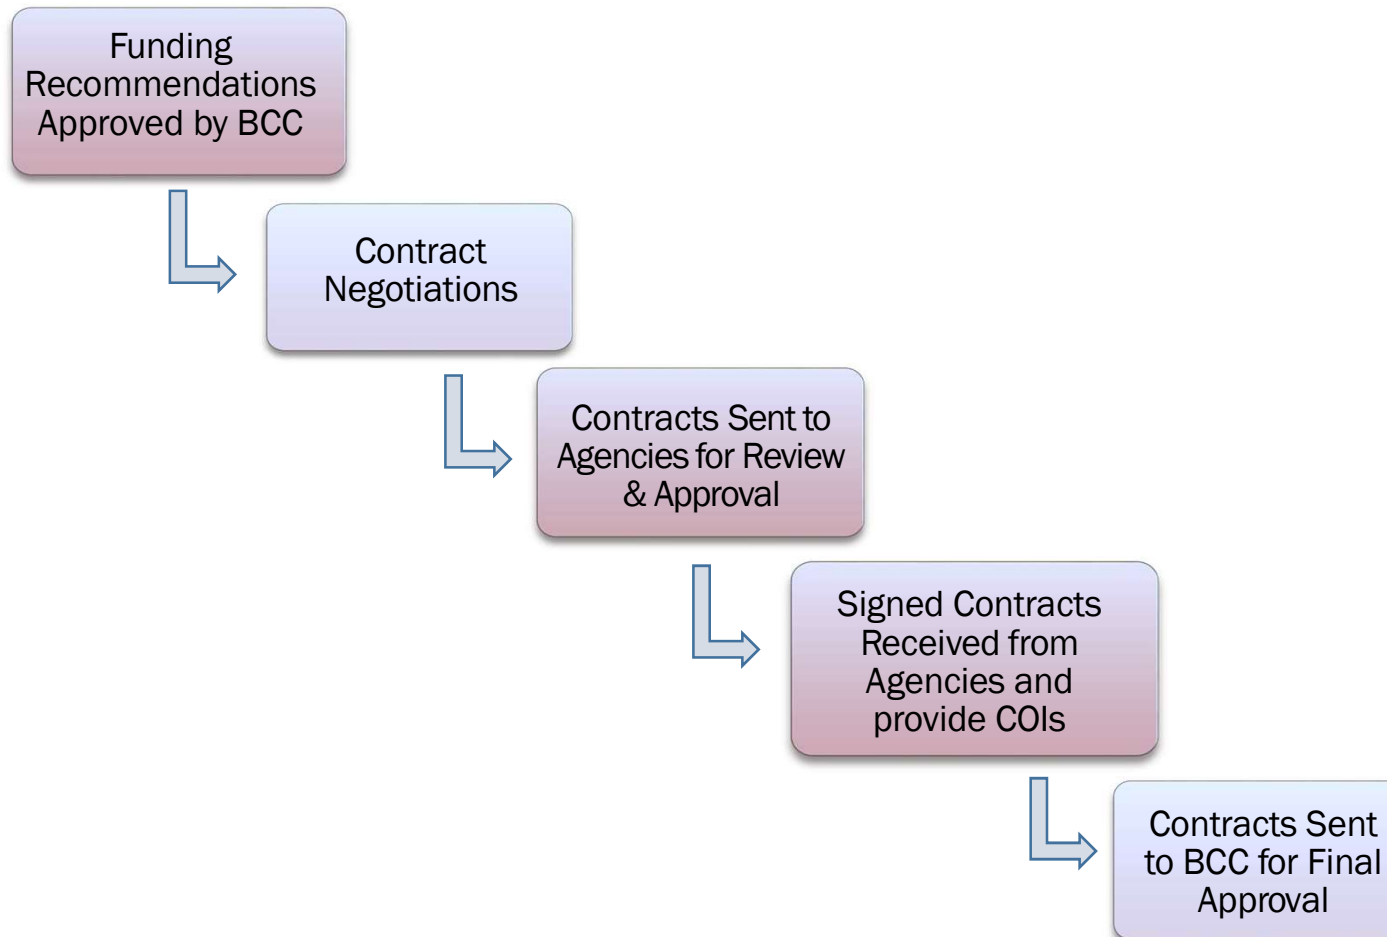 Funding
Recommendations
Approved by BCC
Contract
Negotiations
Contracts Sent to
Agencies for Review
& Approval
Signed Contracts
Received from
Agencies and
provide COIs
Contracts Sent
to BCC for Final
Approval